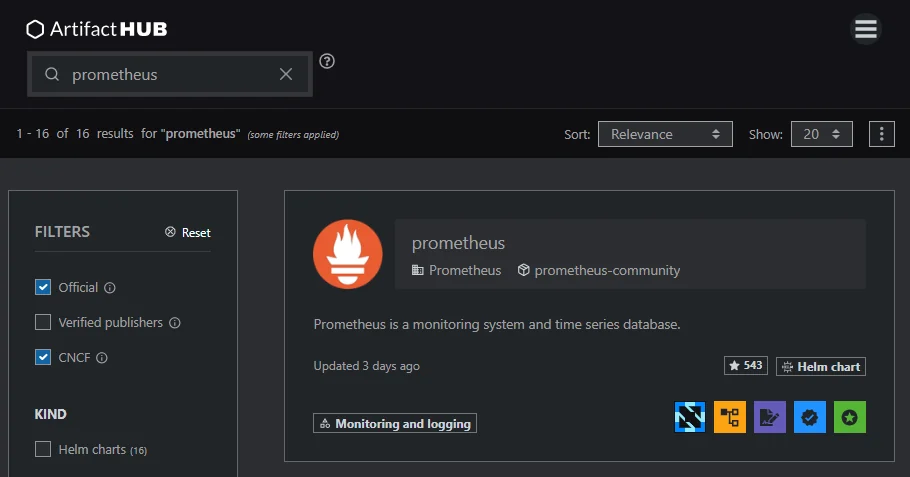 Artifact HUB
prometheus
1 - 16 of 16 results for "prometheus" (some filters applied)
Sort: Relevance Show: 20
FILTERS
Reset
Official
Verified publishers
CNCF
KIND
Helm charts (16)
prometheus
Prometheus prometheus-community
Prometheus is a monitoring system and time series database.
Updated 3 days ago
543 Helm chart
Monitoring and logging